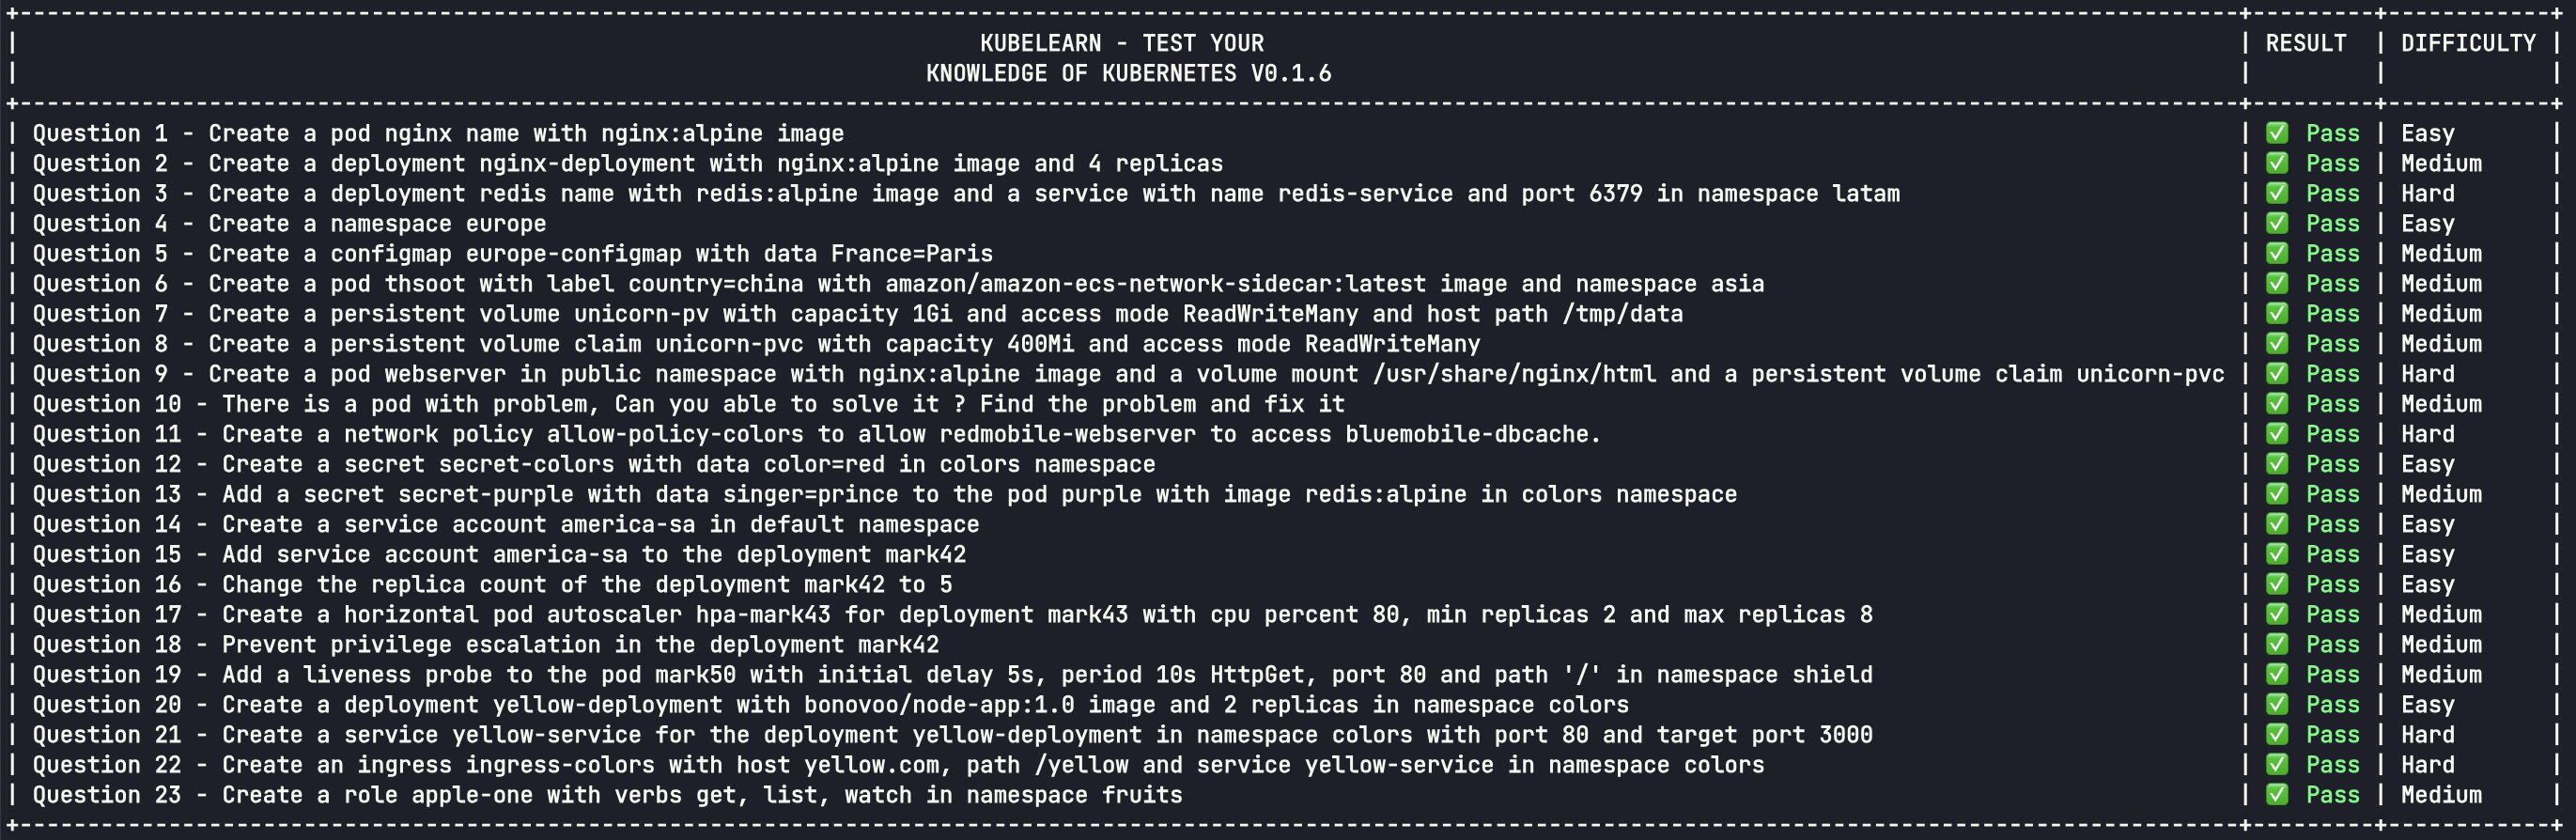 KUBELEARN - TEST YOUR | RESULT | DIFFICULTY
KNOWLEDGE OF KUBERNETES V0.1.6
Question 1 - Create a pod nginx name with nginx:alpine image | ✅ Pass | Easy
Question 2 - Create a deployment nginx-deployment with nginx:alpine image and 4 replicas | ✅ Pass | Medium
Question 3 - Create a deployment redis name with redis:alpine image and a service with name redis-service and port 6379 in namespace latam | ✅ Pass | Hard
Question 4 - Create a namespace europe | ✅ Pass | Easy
Question 5 - Create a configmap europe-configmap with data France=Paris | ✅ Pass | Medium
Question 6 - Create a pod thsoot with label country=china with amazon/amazon-ecs-network-sidecar:latest image and namespace asia | ✅ Pass | Medium
Question 7 - Create a persistent volume unicorn-pv with capacity 1Gi and access mode ReadWriteMany and host path /tmp/data | ✅ Pass | Medium
Question 8 - Create a persistent volume claim unicorn-pvc with capacity 400Mi and access mode ReadWriteMany | ✅ Pass | Medium
Question 9 - Create a pod webserver in public namespace with nginx:alpine image and a volume mount /usr/share/nginx/html and a persistent volume claim unicorn-pvc | ✅ Pass | Hard
Question 10 - There is a pod with problem, Can you able to solve it ? Find the problem and fix it | ✅ Pass | Medium
Question 11 - Create a network policy allow-policy-colors to allow redmobile-webserver to access bluemobile-dbcache. | ✅ Pass | Hard
Question 12 - Create a secret secret-colors with data color=red in colors namespace | ✅ Pass | Easy
Question 13 - Add a secret secret-purple with data singer=prince to the pod purple with image redis:alpine in colors namespace | ✅ Pass | Medium
Question 14 - Create a service account america-sa in default namespace | ✅ Pass | Easy
Question 15 - Add service account america-sa to the deployment mark42 | ✅ Pass | Easy
Question 16 - Change the replica count of the deployment mark42 to 5 | ✅ Pass | Easy
Question 17 - Create a horizontal pod autoscaler hpa-mark43 for deployment mark43 with cpu percent 80, min replicas 2 and max replicas 8 | ✅ Pass | Medium
Question 18 - Prevent privilege escalation in the deployment mark42 | ✅ Pass | Medium
Question 19 - Add a liveness probe to the pod mark50 with initial delay 5s, period 10s HttpGet, port 80 and path '/' in namespace shield | ✅ Pass | Medium
Question 20 - Create a deployment yellow-deployment with bonovoo/node-app:1.0 image and 2 replicas in namespace colors | ✅ Pass | Easy
Question 21 - Create a service yellow-service for the deployment yellow-deployment in namespace colors with port 80 and target port 3000 | ✅ Pass | Hard
Question 22 - Create an ingress ingress-colors with host yellow.com, path /yellow and service yellow-service in namespace colors | ✅ Pass | Hard
Question 23 - Create a role apple-one with verbs get, list, watch in namespace fruits | ✅ Pass | Medium